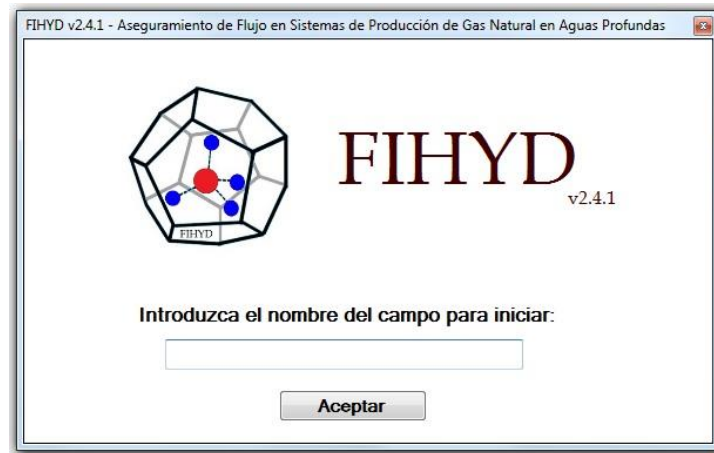 FIHYD v2.4.1 - Aseguramiento de Flujo en Sistemas de Producción de Gas Natural en Aguas Profundas
FIHYD
v2.4.1
FIHYD
Introduzca el nombre del campo para iniciar:
Aceptar